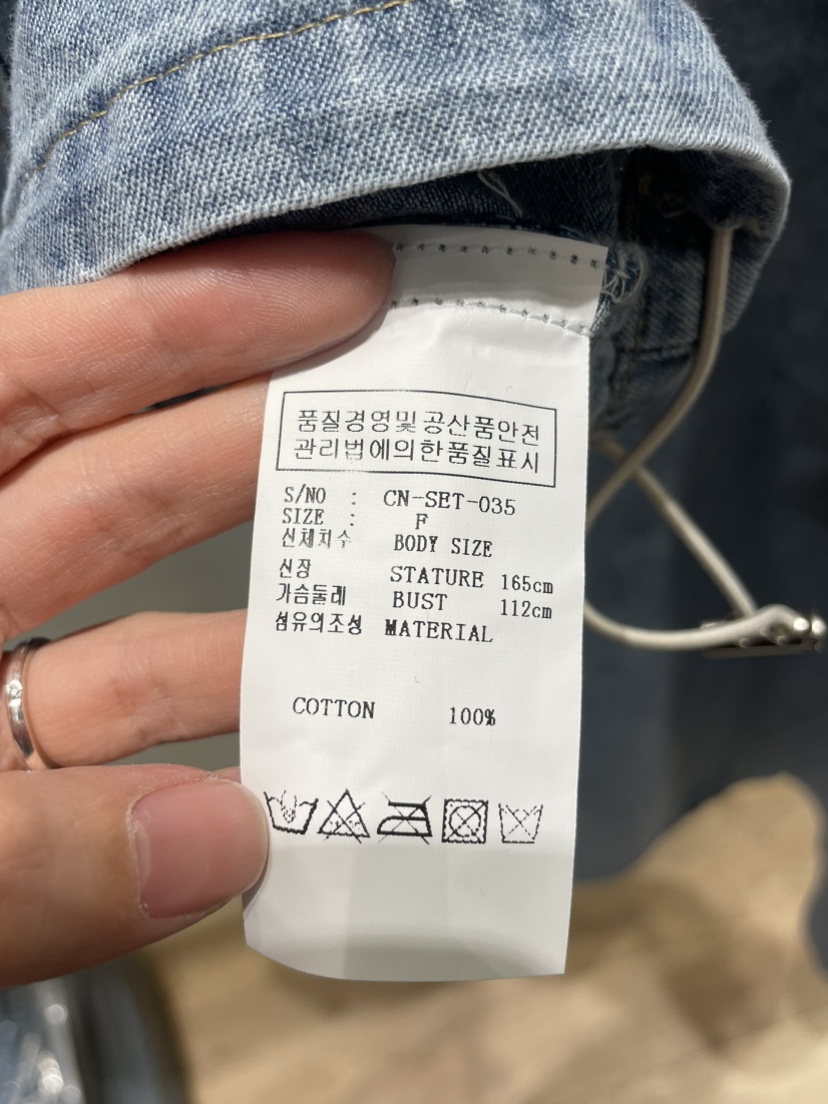 품질경영및 공산품안전
관리법에의한품질표시
S/NO : CN-SET-035
SIZE : F
신체치수 BODY SIZE
신장 STATURE 165cm
가슴둘레 BUST 112cm
섬유의조성 MATERIAL
COTTON 100%